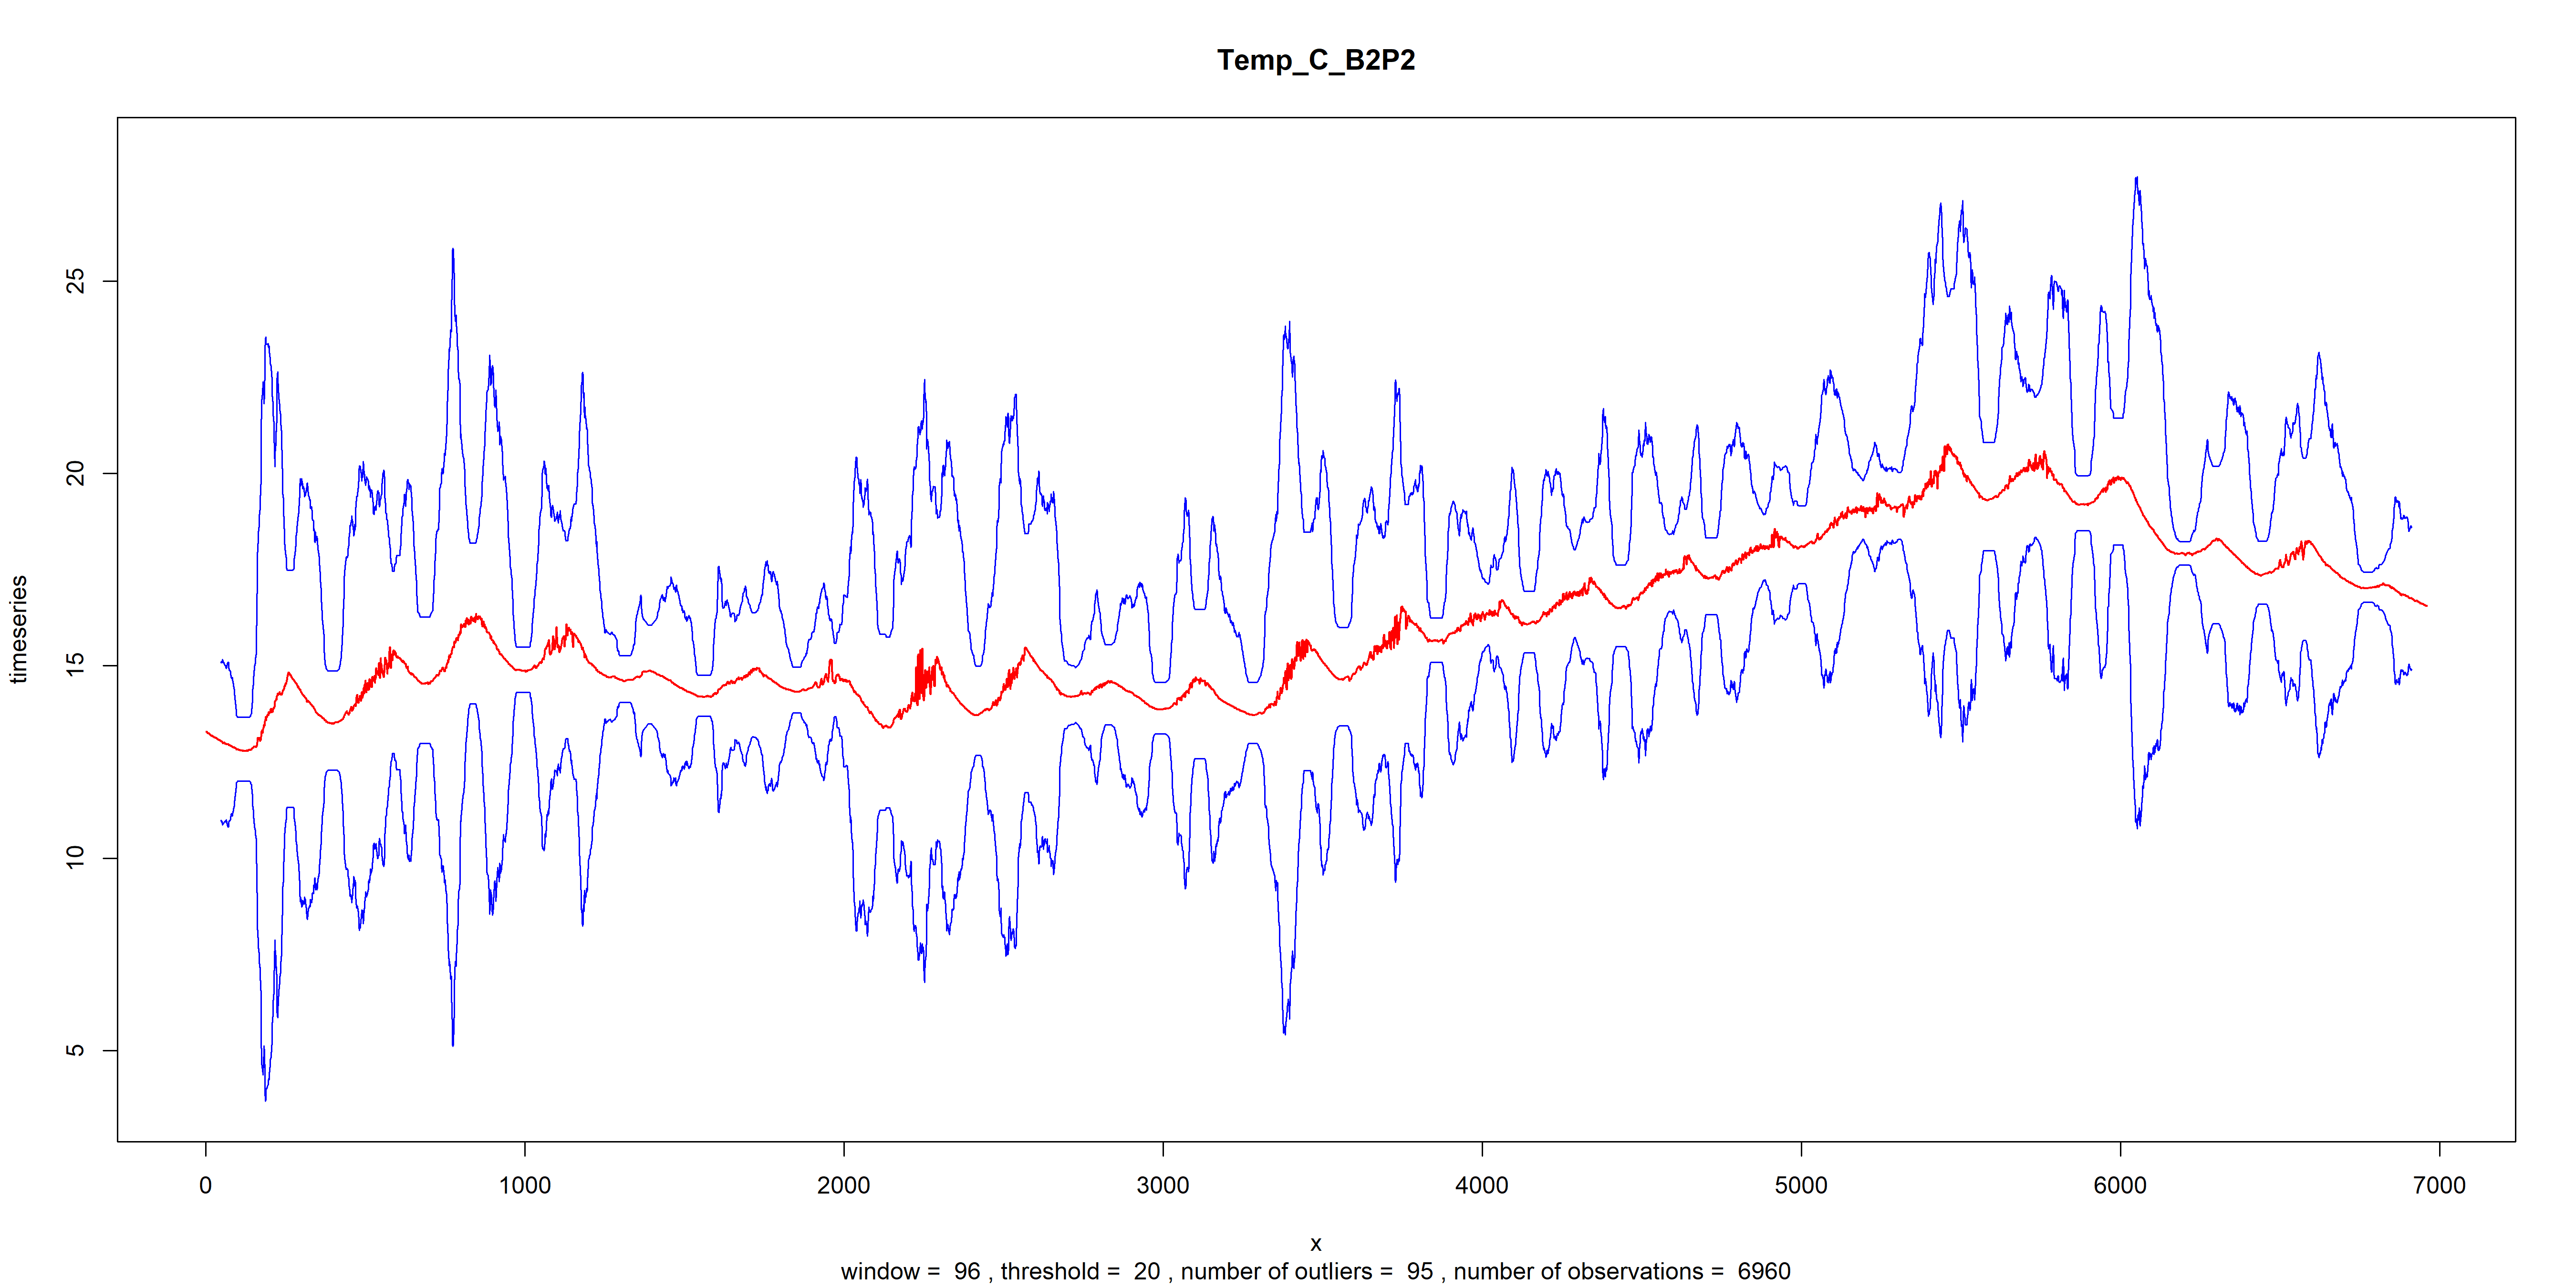 Temp_C_B2P2
timeseries
25
20
15
10
5
0 1000 2000 3000 4000 5000 6000 7000
x
window =  96 , threshold =  20 , number of outliers =  95 , number of observations =  6960